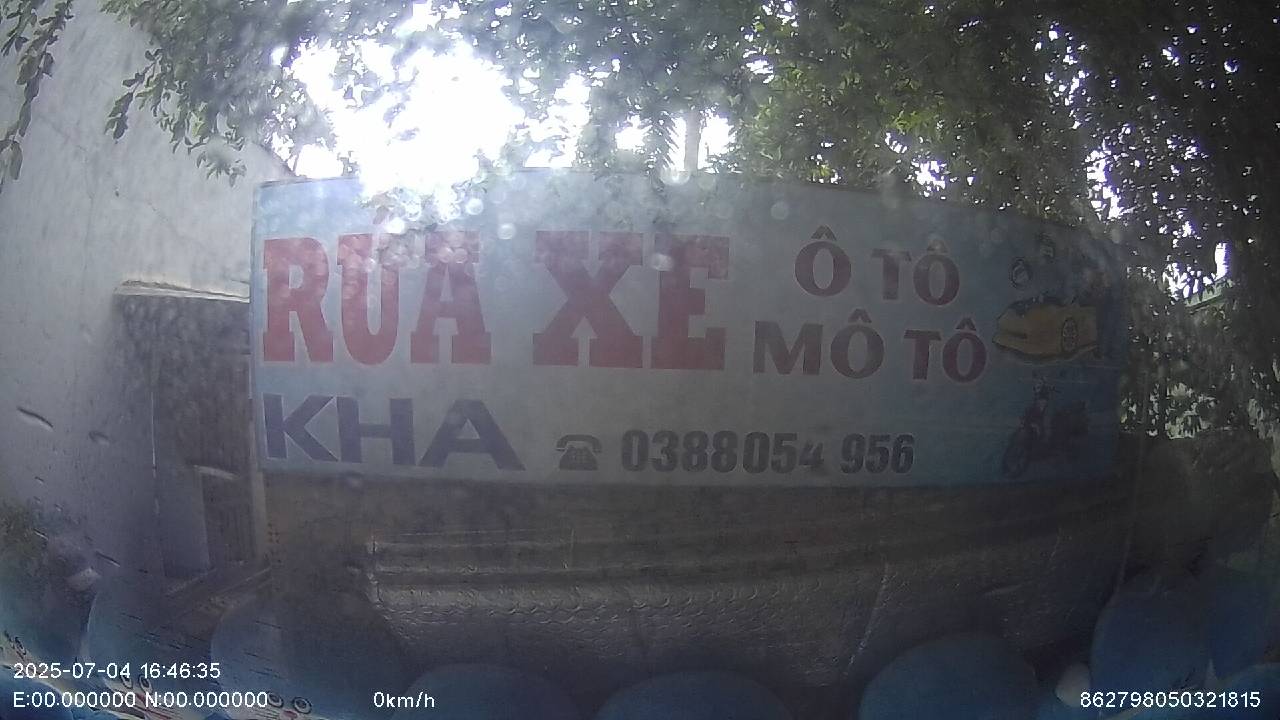 RỬA XE Ô TÔ
MÔ TÔ
KHA ☎ 0388054 956
2025-07-04 16:46:35
E:00.000000 N:00.000000 0km/h 862798050321815